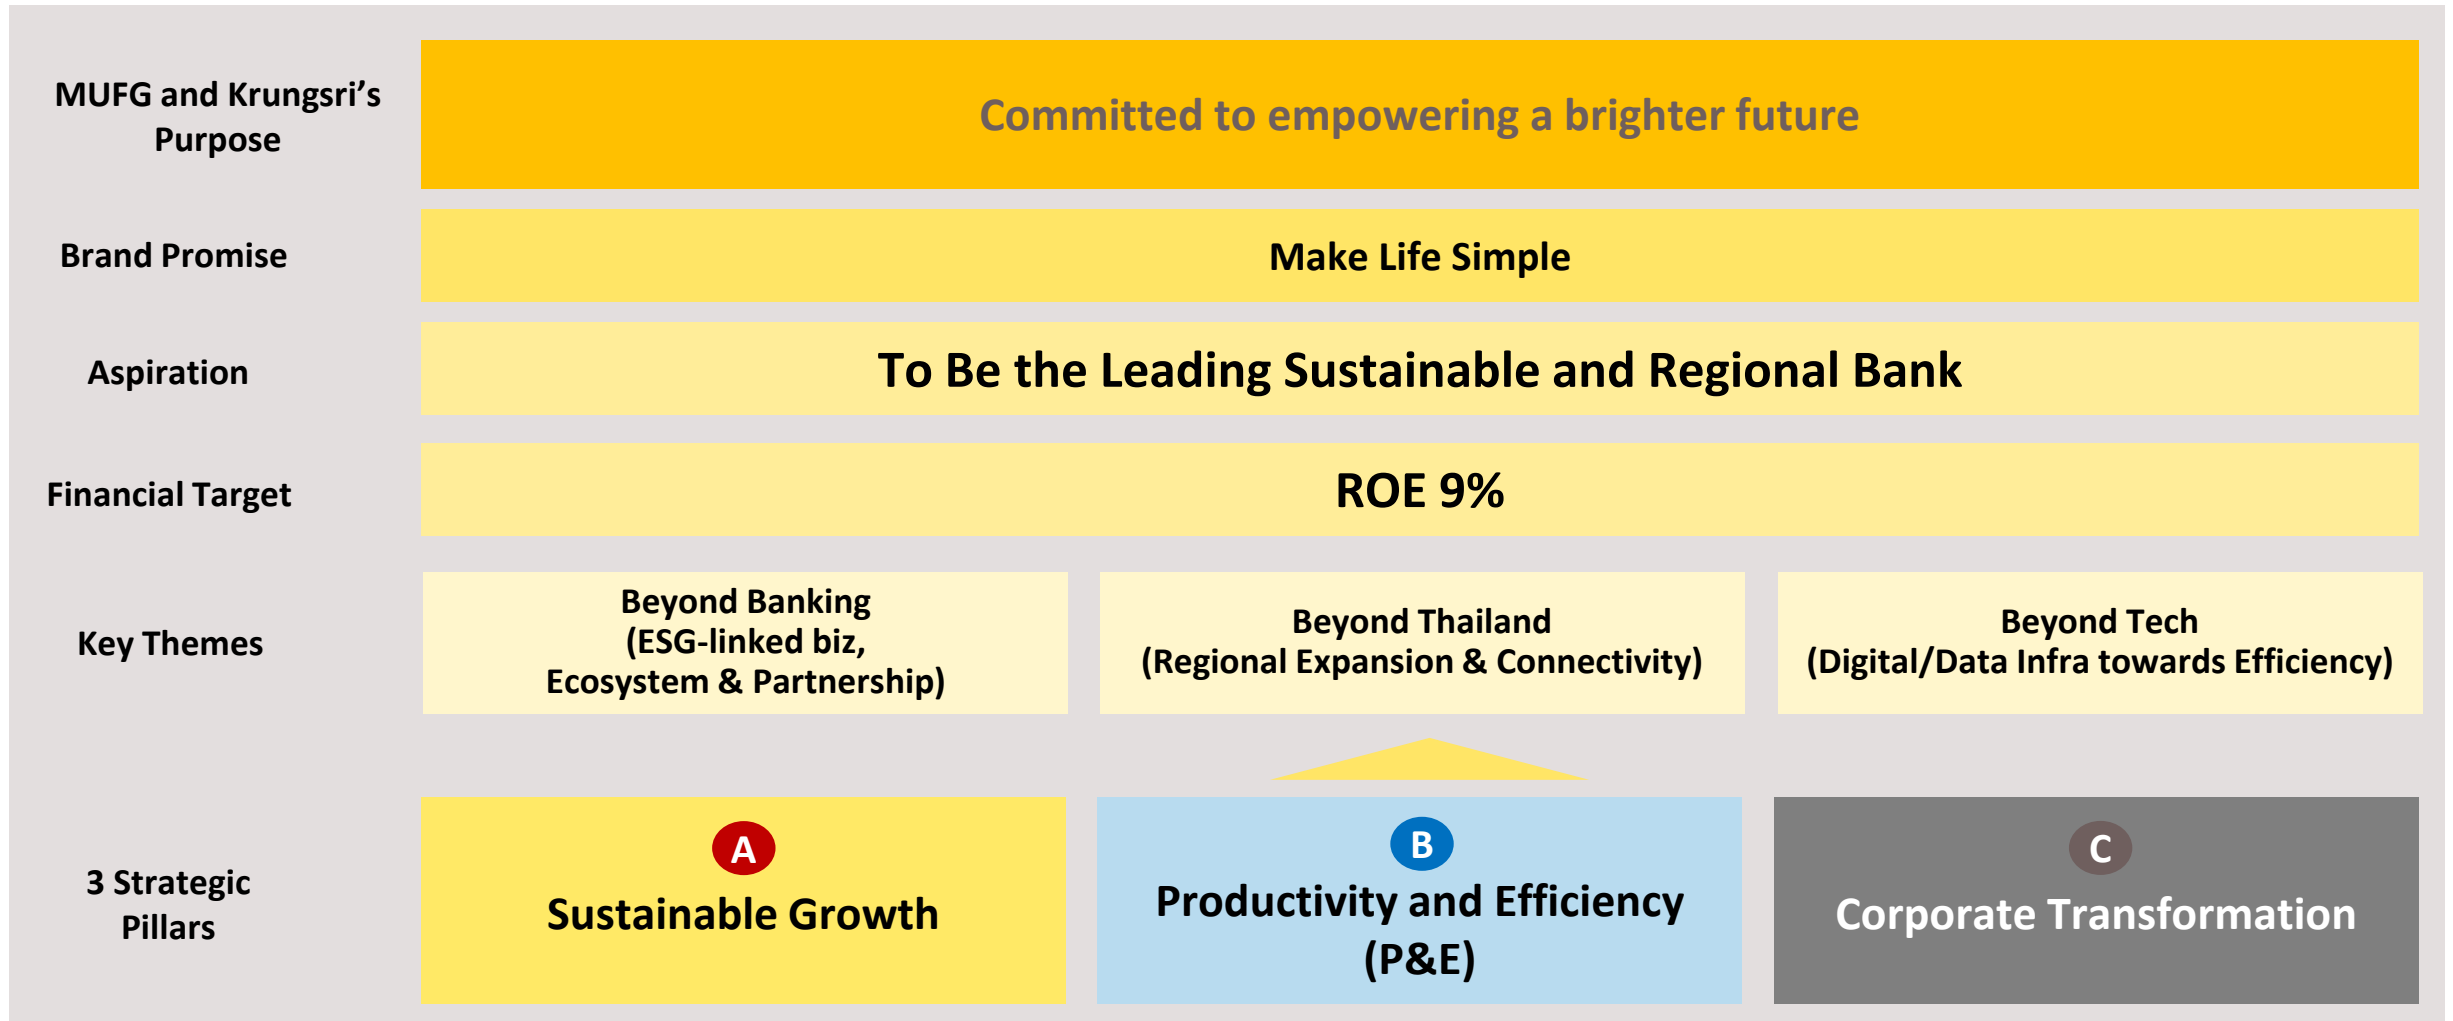 MUFG and Krungsri’s
Purpose
Committed to empowering a brighter future
Brand Promise
Make Life Simple
Aspiration
To Be the Leading Sustainable and Regional Bank
Financial Target
ROE 9%
Key Themes
Beyond Banking
(ESG-linked biz,
Ecosystem & Partnership)
Beyond Thailand
(Regional Expansion & Connectivity)
Beyond Tech
(Digital/Data Infra towards Efficiency)
3 Strategic
Pillars
A
Sustainable Growth
B
Productivity and Efficiency
(P&E)
C
Corporate Transformation